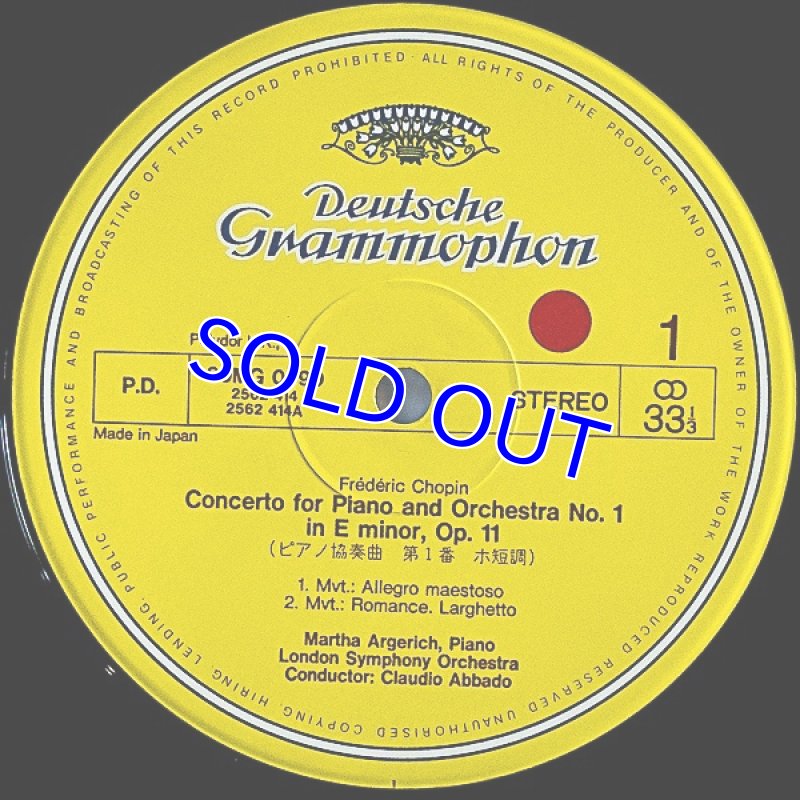 PUBLIC PERFORMANCE AND BROADCASTING OF THIS RECORD PROHIBITED · ALL RIGHTS OF THE PRODUCER AND OF THE OWNER OF THE WORK REPRODUCED RESERVED UNAUTHORISED COPYING, HIRING, LENDING,
Deutsche
Grammophon
1
P.D.
2562 414A
STEREO
33 1/3
Made in Japan
SOLD OUT
Frédéric Chopin
Concerto for Piano and Orchestra No. 1
in E minor, Op. 11
(ピアノ協奏曲 第1番 ホ短調)
1. Mvt.: Allegro maestoso
2. Mvt.: Romance. Larghetto
Martha Argerich, Piano
London Symphony Orchestra
Conductor: Claudio Abbado